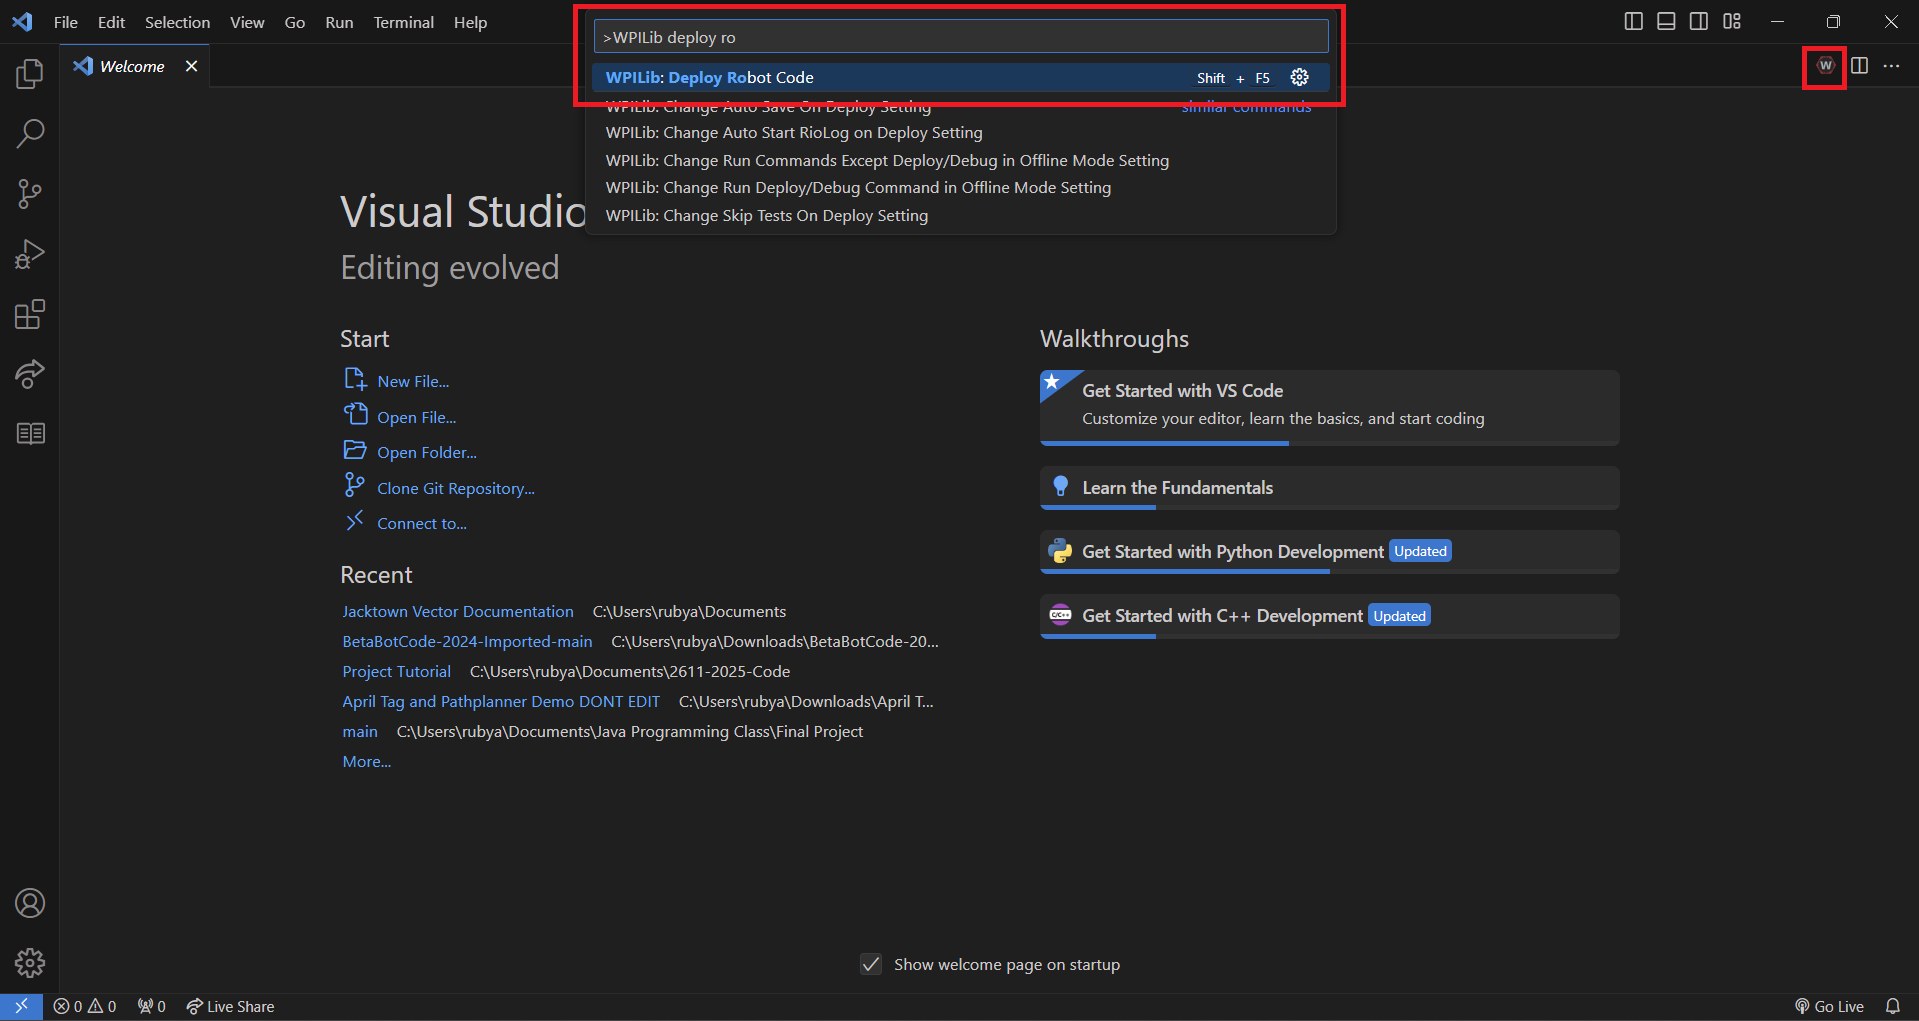 File Edit Selection View Go Run Terminal Help
>WPILib deploy ro
WPILib: Deploy Robot Code Shift + F5
WPILib: Change Auto Save On Deploy Setting similar commands
WPILib: Change Auto Start RioLog on Deploy Setting
WPILib: Change Run Commands Except Deploy/Debug in Offline Mode Setting
WPILib: Change Run Deploy/Debug Command in Offline Mode Setting
WPILib: Change Skip Tests On Deploy Setting
Welcome
W
Visual Studio
Editing evolved
Start
New File...
Open File...
Open Folder...
Clone Git Repository...
Connect to...
Recent
Jacktown Vector Documentation C:\Users\rubya\Documents
BetaBotCode-2024-Imported-main C:\Users\rubya\Downloads\BetaBotCode-20...
Project Tutorial C:\Users\rubya\Documents\2611-2025-Code
April Tag and Pathplanner Demo DONT EDIT C:\Users\rubya\Downloads\April T...
main C:\Users\rubya\Documents\Java Programming Class\Final Project
More...
Walkthroughs
Get Started with VS Code
Customize your editor, learn the basics, and start coding
Learn the Fundamentals
Get Started with Python Development Updated
C/C++ Get Started with C++ Development Updated
Show welcome page on startup
0 0 0 Live Share Go Live